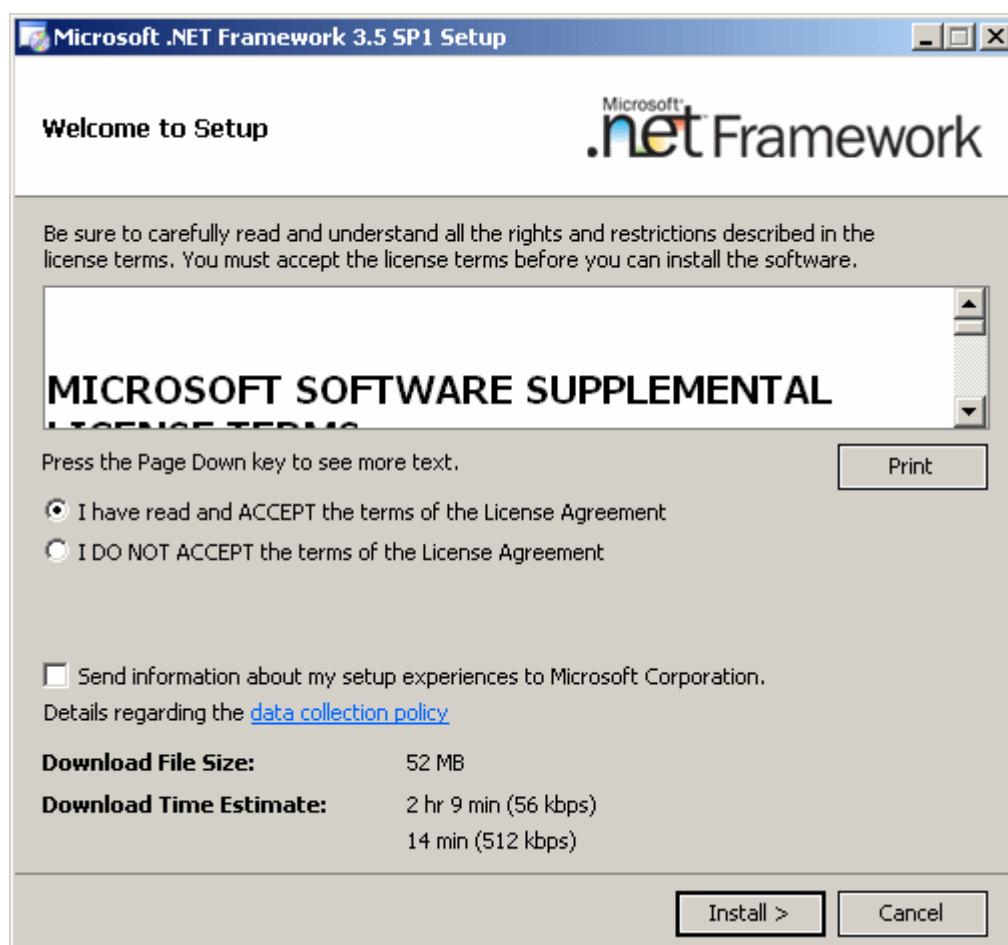 Microsoft .NET Framework 3.5 SP1 Setup
Welcome to Setup
Microsoft
.net Framework
Be sure to carefully read and understand all the rights and restrictions described in the
license terms. You must accept the license terms before you can install the software.
MICROSOFT SOFTWARE SUPPLEMENTAL
LICENSE TERMS
Press the Page Down key to see more text.
Print
I have read and ACCEPT the terms of the License Agreement
I DO NOT ACCEPT the terms of the License Agreement
Send information about my setup experiences to Microsoft Corporation.
Details regarding the data collection policy
Download File Size: 52 MB
Download Time Estimate: 2 hr 9 min (56 kbps)
14 min (512 kbps)
Install > Cancel